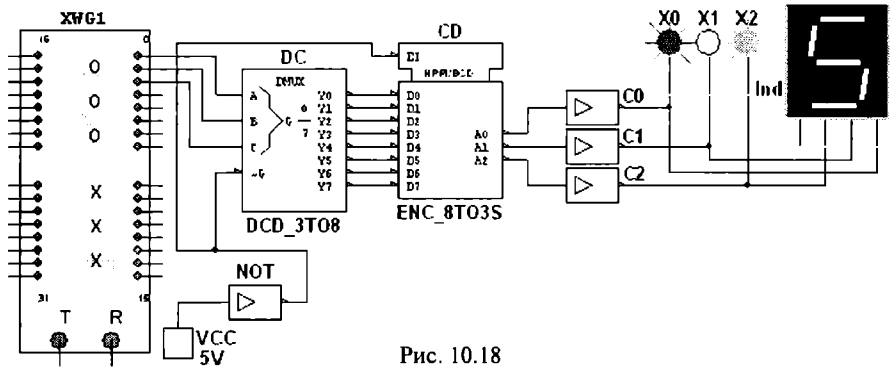 XWG1
16 0
O
O
O
X
X
X
31 15
T R
DC
DMUX
A
B
C
G 0/7
~G
Y0
Y1
Y2
Y3
Y4
Y5
Y6
Y7
DCD_3TO8
NOT
VCC
5V
CD
EI
D0
D1
D2
D3
D4
D5
D6
D7
A0
A1
A2
ENC_8TO3S
C0
C1
C2
X0 X1 X2
Ind
5
Рис. 10.18